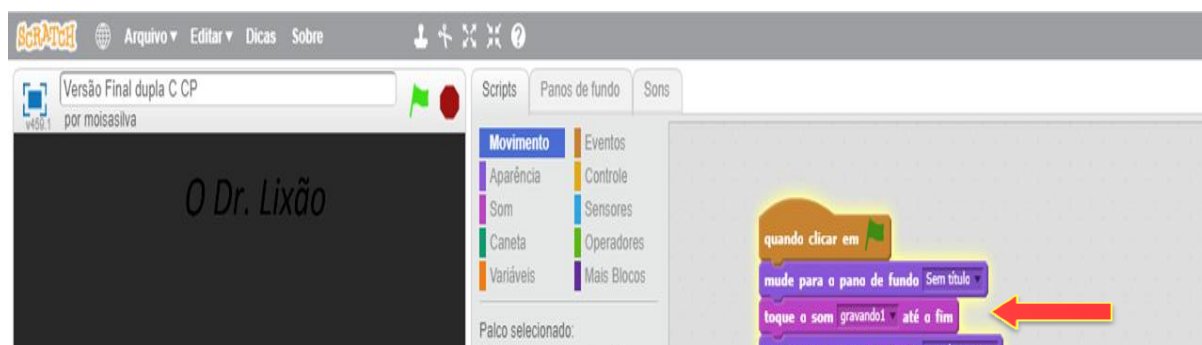 SCRATCH Arquivo Editar Dicas Sobre
Versão Final dupla C CP
por moisasilva
v459.1
O Dr. Lixão
Scripts Panos de fundo Sons
Movimento Eventos
Aparência Controle
Som Sensores
Caneta Operadores
Variáveis Mais Blocos
Palco selecionado:
quando clicar em
mude para o pano de fundo Sem título
toque o som gravando1 até o fim